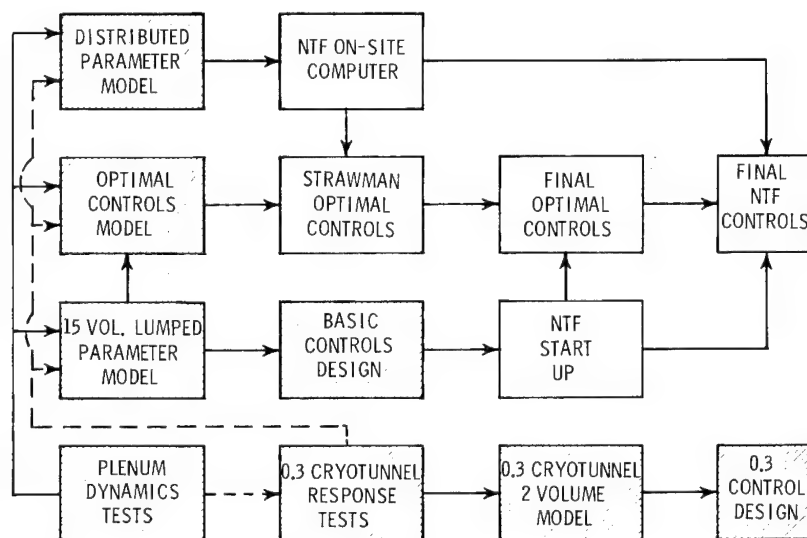 DISTRIBUTED
PARAMETER
MODEL
NTF ON-SITE
COMPUTER
OPTIMAL
CONTROLS
MODEL
STRAWMAN
OPTIMAL
CONTROLS
FINAL
OPTIMAL
CONTROLS
FINAL
NTF
CONTROLS
15 VOL. LUMPED
PARAMETER
MODEL
BASIC
CONTROLS
DESIGN
NTF
START
UP
PLENUM
DYNAMICS
TESTS
0.3 CRYOTUNNEL
RESPONSE
TESTS
0.3 CRYOTUNNEL
2 VOLUME
MODEL
0.3
CONTROL
DESIGN